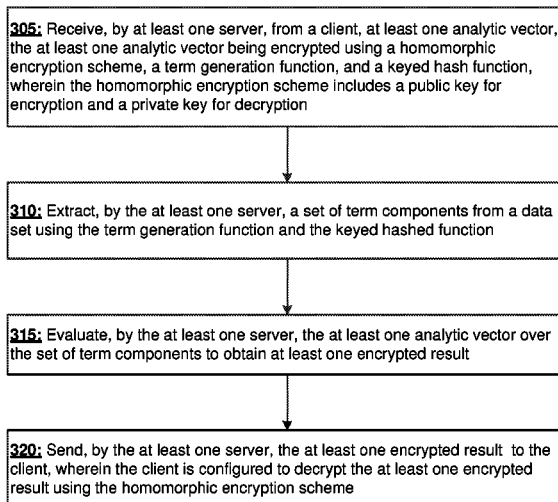 305: Receive, by at least one server, from a client, at least one analytic vector,
the at least one analytic vector being encrypted using a homomorphic
encryption scheme, a term generation function, and a keyed hash function,
wherein the homomorphic encryption scheme includes a public key for
encryption and a private key for decryption
310: Extract, by the at least one server, a set of term components from a data
set using the term generation function and the keyed hashed function
315: Evaluate, by the at least one server, the at least one analytic vector over
the set of term components to obtain at least one encrypted result
320: Send, by the at least one server, the at least one encrypted result to the
client, wherein the client is configured to decrypt the at least one encrypted
result using the homomorphic encryption scheme